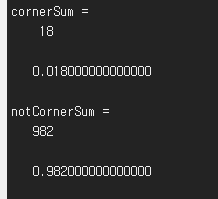 cornerSum =
18
0.018000000000000
notCornerSum =
982
0.982000000000000